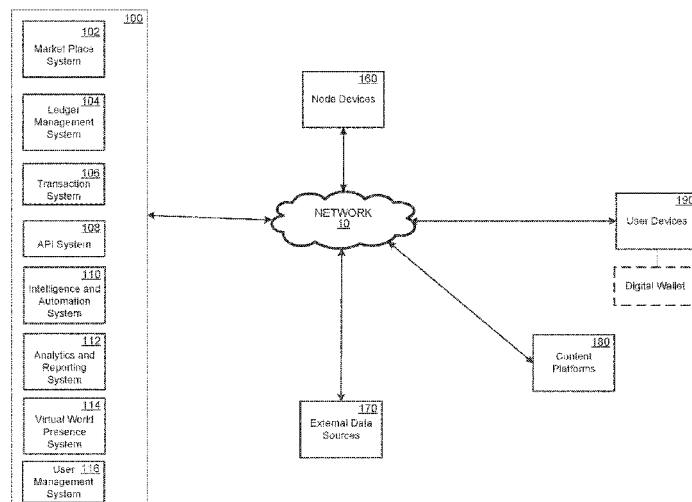 100
102
Market Place
System
104
Ledger
Management
System
106
Transaction
System
108
API System
110
Intelligence and
Automation
System
112
Analytics and
Reporting
System
114
Virtual World
Presence
System
User 116
Management
System
160
Node Devices
NETWORK
10
190
User Devices
Digital Wallet
180
Content
Platforms
170
External Data
Sources